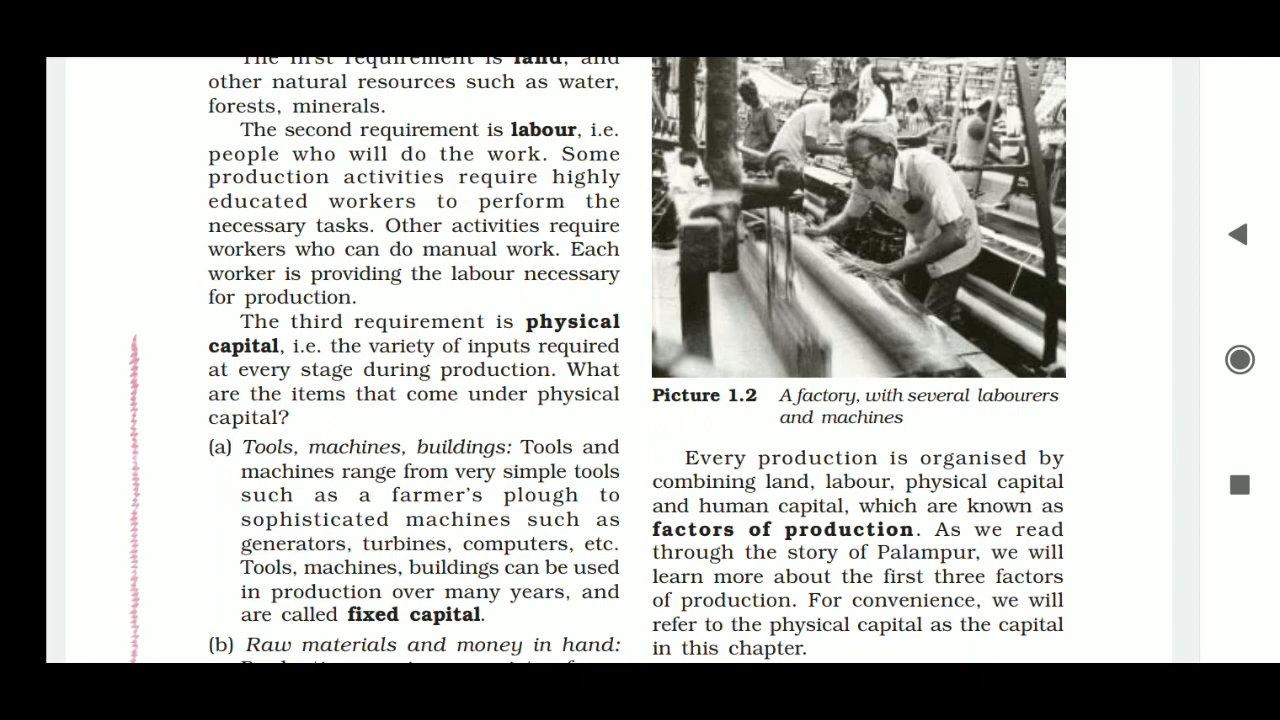 The first requirement is land, and
other natural resources such as water,
forests, minerals.
The second requirement is labour, i.e.
people who will do the work. Some
production activities require highly
educated workers to perform the
necessary tasks. Other activities require
workers who can do manual work. Each
worker is providing the labour necessary
for production.
The third requirement is physical
capital, i.e. the variety of inputs required
at every stage during production. What
are the items that come under physical
capital?
(a) Tools, machines, buildings: Tools and
machines range from very simple tools
such as a farmer's plough to
sophisticated machines such as
generators, turbines, computers, etc.
Tools, machines, buildings can be used
in production over many years, and
are called fixed capital.
(b) Raw materials and money in hand:
Picture 1.2 A factory, with several labourers
and machines
Every production is organised by
combining land, labour, physical capital
and human capital, which are known as
factors of production. As we read
through the story of Palampur, we will
learn more about the first three factors
of production. For convenience, we will
refer to the physical capital as the capital
in this chapter.